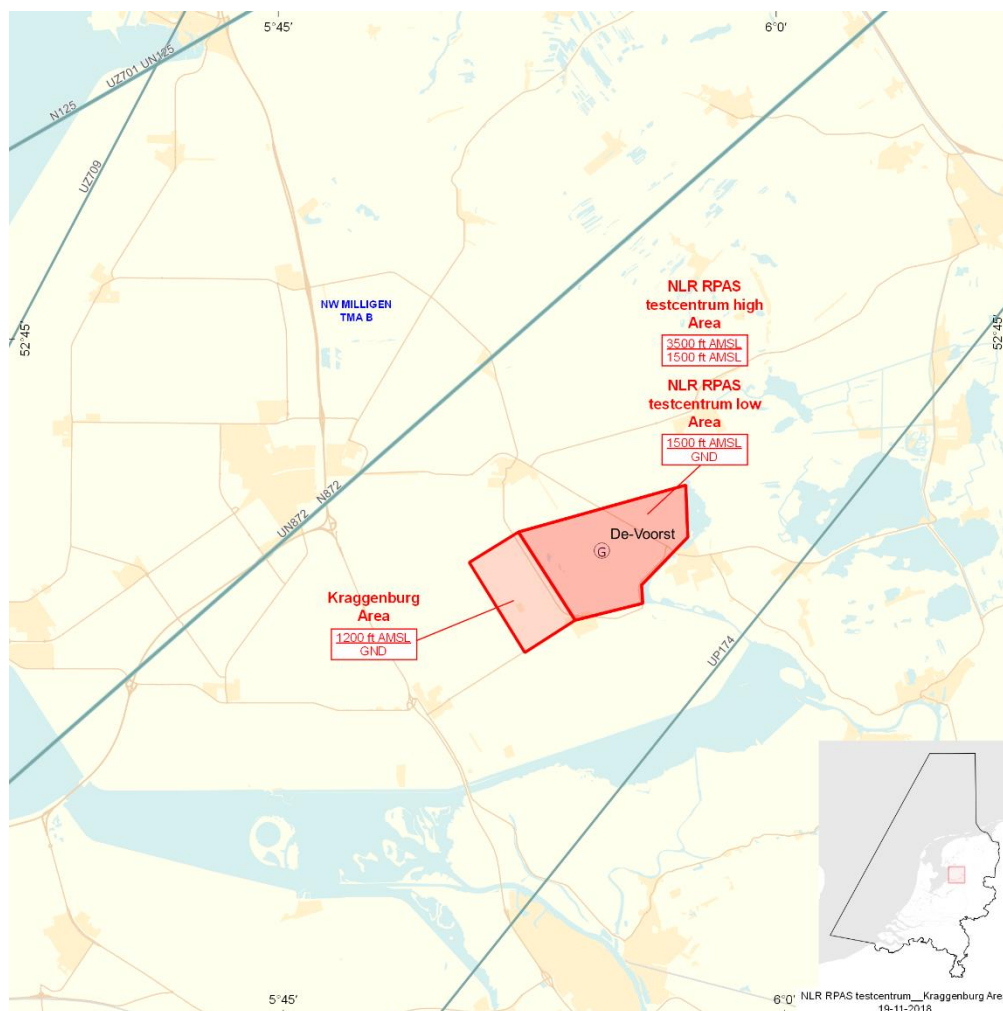 5°45'
6°0'
N125
UZ701 UN125
UZ709
52°45'
52°45'
NW MILLIGEN
TMA B
NLR RPAS
testcentrum high
Area
3500 ft AMSL
1500 ft AMSL
NLR RPAS
testcentrum low
Area
1500 ft AMSL
GND
UN872
N872
De-Voorst
G
Kraggenburg
Area
1200 ft AMSL
GND
UP174
5°45'
6°0'
NLR RPAS testcentrum__Kraggenburg Area
19-11-2018